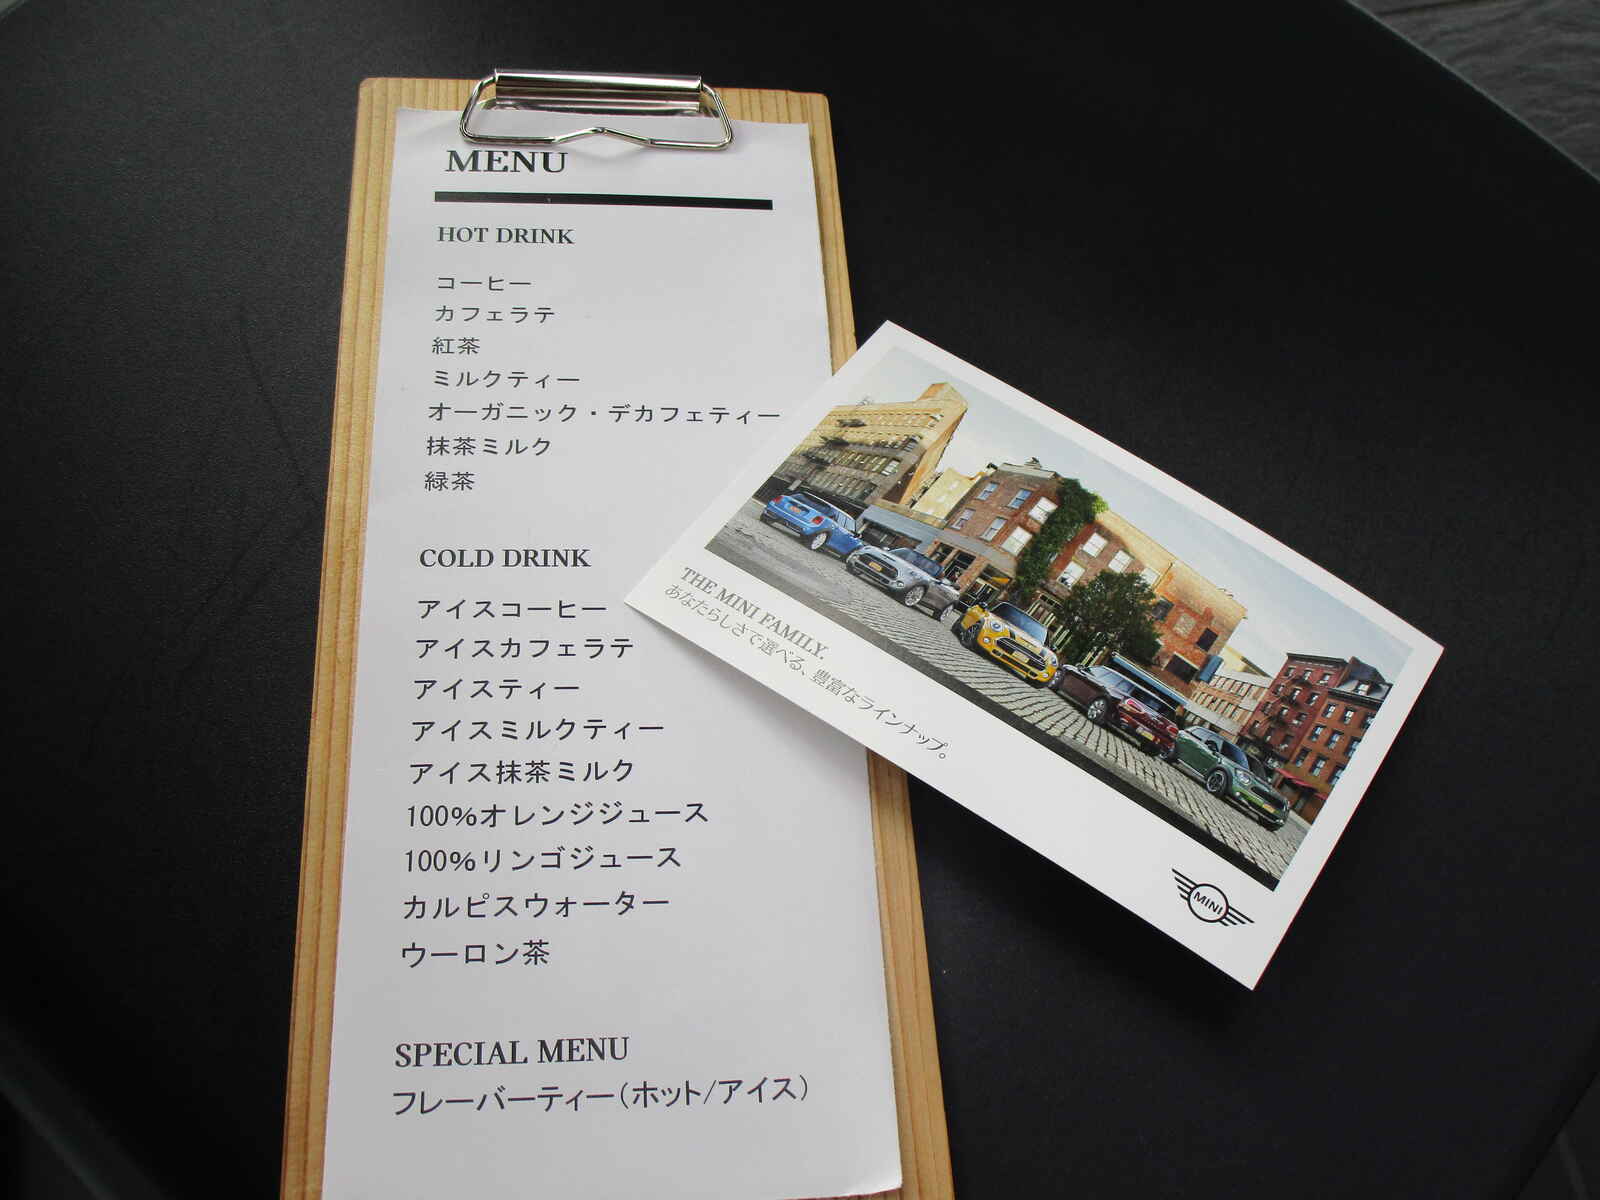 MENU
HOT DRINK
コーヒー
カフェラテ
紅茶
ミルクティー
オーガニック・デカフェティー
抹茶ミルク
緑茶
COLD DRINK
アイスコーヒー
アイスカフェラテ
アイスティー
アイスミルクティー
アイス抹茶ミルク
100%オレンジジュース
100%リンゴジュース
カルピスウォーター
ウーロン茶
SPECIAL MENU
フレーバーティー(ホット/アイス)
THE MINI FAMILY.
あなたらしさで選べる、豊富なラインナップ。
MINI